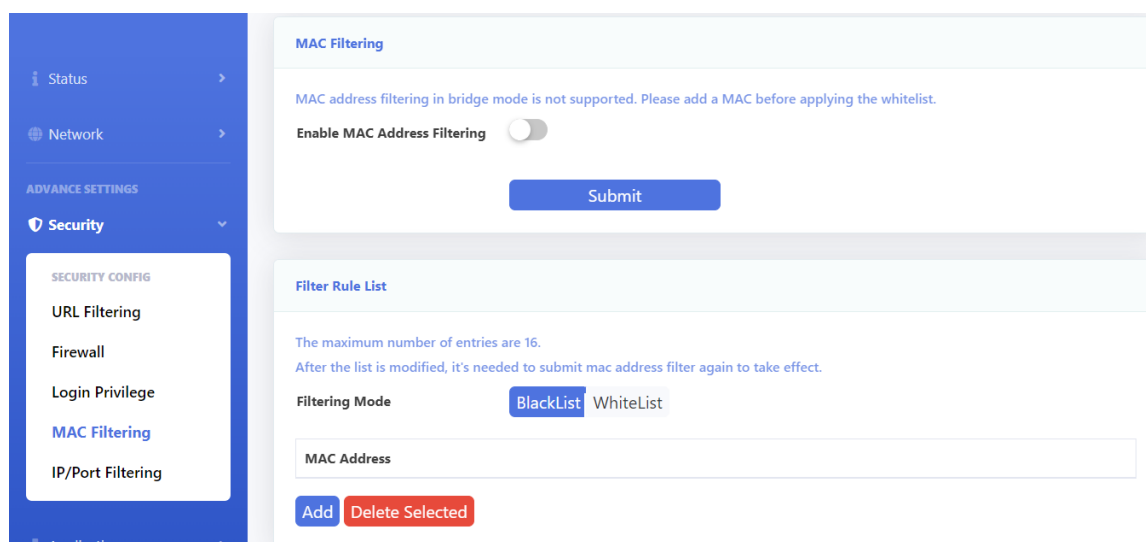 Status
Network
ADVANCE SETTINGS
Security
SECURITY CONFIG
URL Filtering
Firewall
Login Privilege
MAC Filtering
IP/Port Filtering
MAC Filtering
MAC address filtering in bridge mode is not supported. Please add a MAC before applying the whitelist.
Enable MAC Address Filtering
Submit
Filter Rule List
The maximum number of entries are 16.
After the list is modified, it's needed to submit mac address filter again to take effect.
Filtering Mode BlackList WhiteList
MAC Address
Add Delete Selected